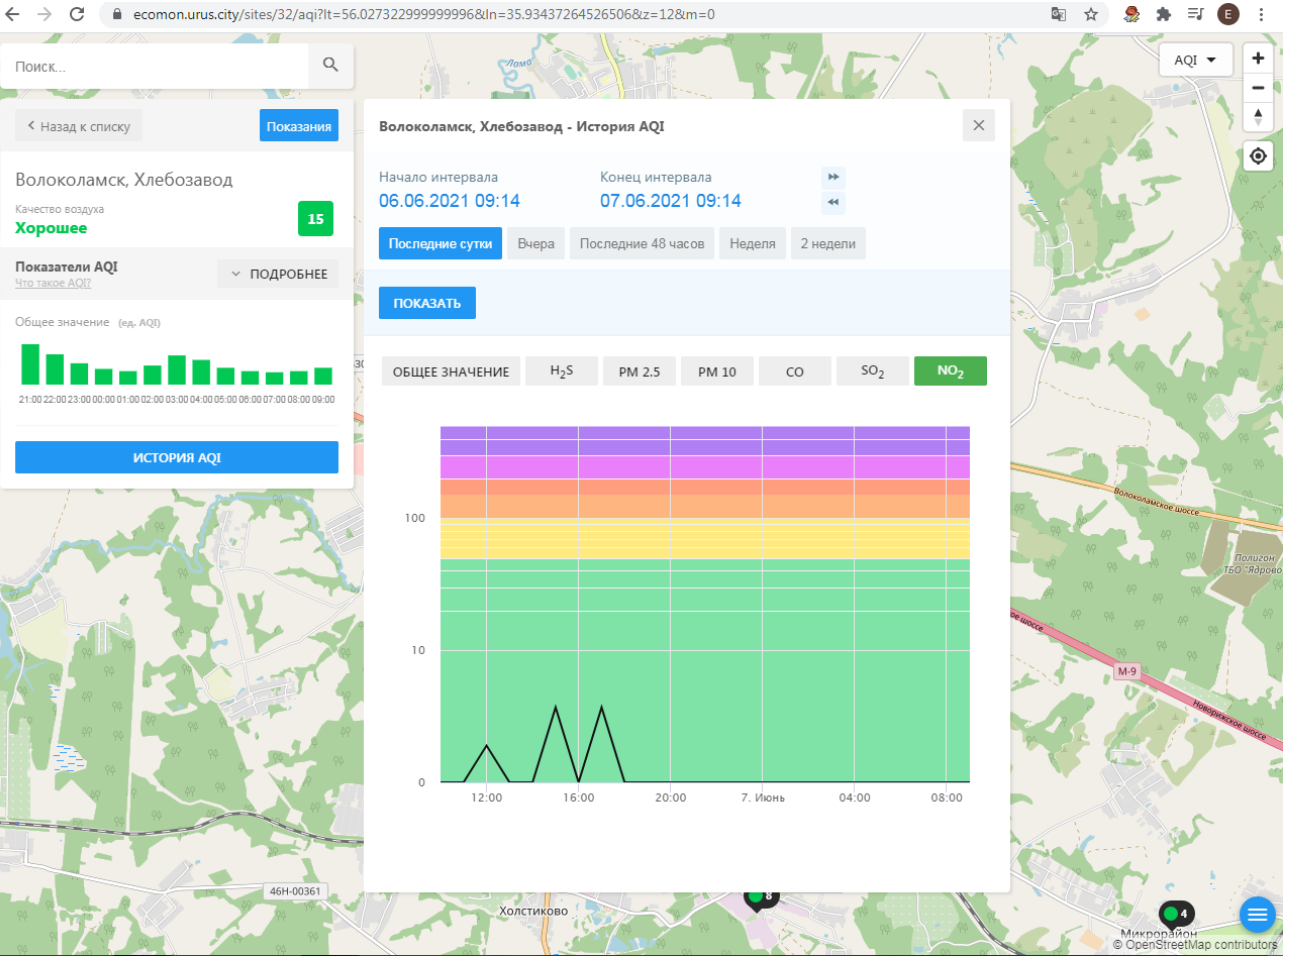 ecomon.urus.city/sites/32/aqi?lt=56.027322999999996&ln=35.93437264526506&z=12&m=0
E
Поиск...
AQI
Лама
Назад к списку
Показания
Волоколамск, Хлебозавод
Качество воздуха
Хорошее
15
Показатели AQI
Что такое AQI?
ПОДРОБНЕЕ
Общее значение (ед. AQI)
21:00 22:00 23:00 00:00 01:00 02:00 03:00 04:00 05:00 06:00 07:00 08:00 09:00
ИСТОРИЯ AQI
Волоколамск, Хлебозавод - История AQI
Начало интервала
06.06.2021 09:14
Конец интервала
07.06.2021 09:14
Последние сутки
Вчера
Последние 48 часов
Неделя
2 недели
ПОКАЗАТЬ
ОБЩЕЕ ЗНАЧЕНИЕ
H2S
PM 2.5
PM 10
CO
SO2
NO2
100
10
0
12:00
16:00
20:00
7. Июнь
04:00
08:00
Волоколамское шоссе
Полигон
ТБО "Ядрово
М-9
Новорижское шоссе
46Н-00361
Холстиково
8
4
Микрорайон
© OpenStreetMap contributors